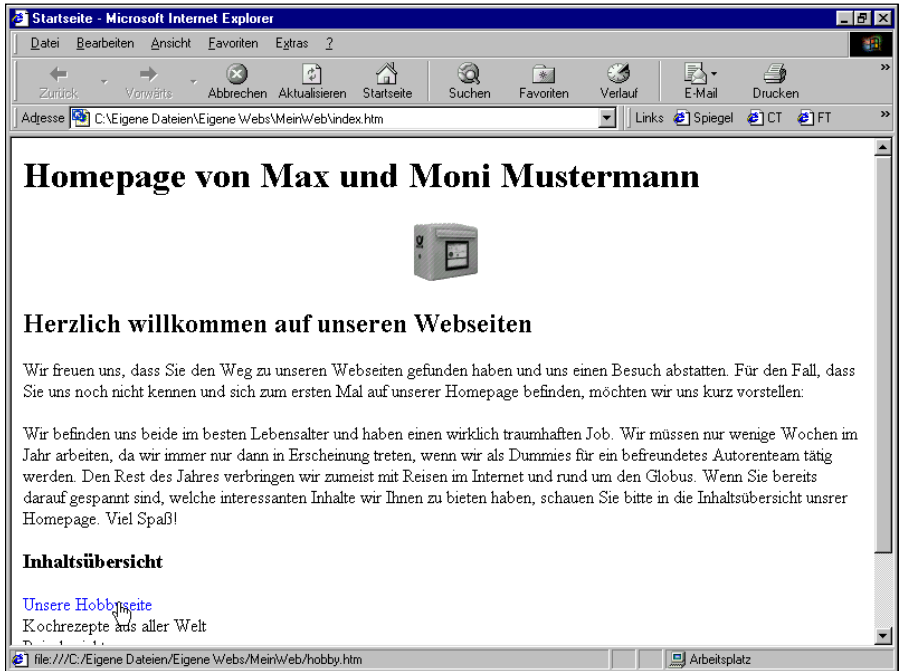 Startseite - Microsoft Internet Explorer
Datei Bearbeiten Ansicht Favoriten Extras ?
Zurück Vorwärts Abbrechen Aktualisieren Startseite Suchen Favoriten Verlauf E-Mail Drucken »
Adresse C:\Eigene Dateien\Eigene Webs\MeinWeb\index.htm Links Spiegel CT FT »
Homepage von Max und Moni Mustermann
Herzlich willkommen auf unseren Webseiten
Wir freuen uns, dass Sie den Weg zu unseren Webseiten gefunden haben und uns einen Besuch abstatten. Für den Fall, dass
Sie uns noch nicht kennen und sich zum ersten Mal auf unserer Homepage befinden, möchten wir uns kurz vorstellen:
Wir befinden uns beide im besten Lebensalter und haben einen wirklich traumhaften Job. Wir müssen nur wenige Wochen im
Jahr arbeiten, da wir immer nur dann in Erscheinung treten, wenn wir als Dummies für ein befreundetes Autorenteam tätig
werden. Den Rest des Jahres verbringen wir zumeist mit Reisen im Internet und rund um den Globus. Wenn Sie bereits
darauf gespannt sind, welche interessanten Inhalte wir Ihnen zu bieten haben, schauen Sie bitte in die Inhaltsübersicht unsrer
Homepage. Viel Spaß!
Inhaltsübersicht
Unsere Hobbyseite
Kochrezepte aus aller Welt
file:///C:/Eigene Dateien/Eigene Webs/MeinWeb/hobby.htm Arbeitsplatz